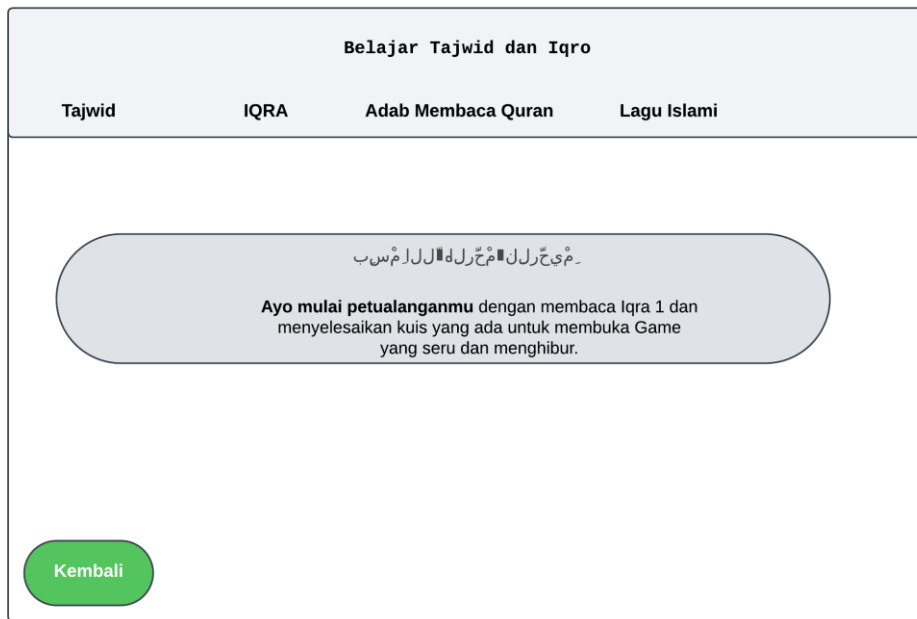 Belajar Tajwid dan Iqro
Tajwid IQRA Adab Membaca Quran Lagu Islami
Ayo mulai petualanganmu dengan membaca Iqra 1 dan
menyelesaikan kuis yang ada untuk membuka Game
yang seru dan menghibur.
Kembali